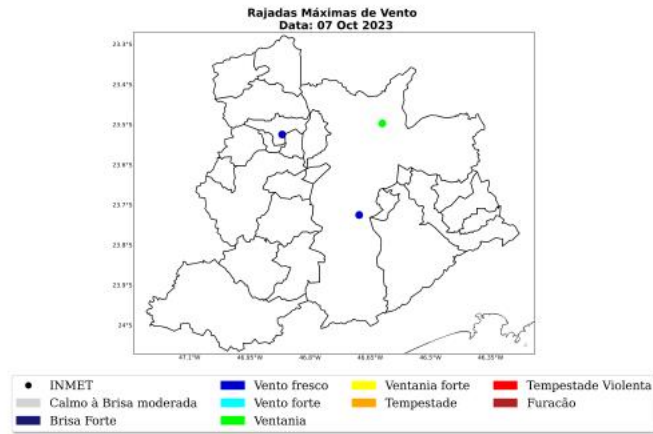 Rajadas Máximas de Vento
Data: 07 Oct 2023
23.3°S
23.4°S
23.5°S
23.6°S
23.7°S
23.8°S
23.9°S
24°S
47.1°W
46.95°W
46.8°W
46.65°W
46.5°W
46.35°W
INMET
Calmo à Brisa moderada
Brisa Forte
Vento fresco
Vento forte
Ventania
Ventania forte
Tempestade
Tempestade Violenta
Furacão